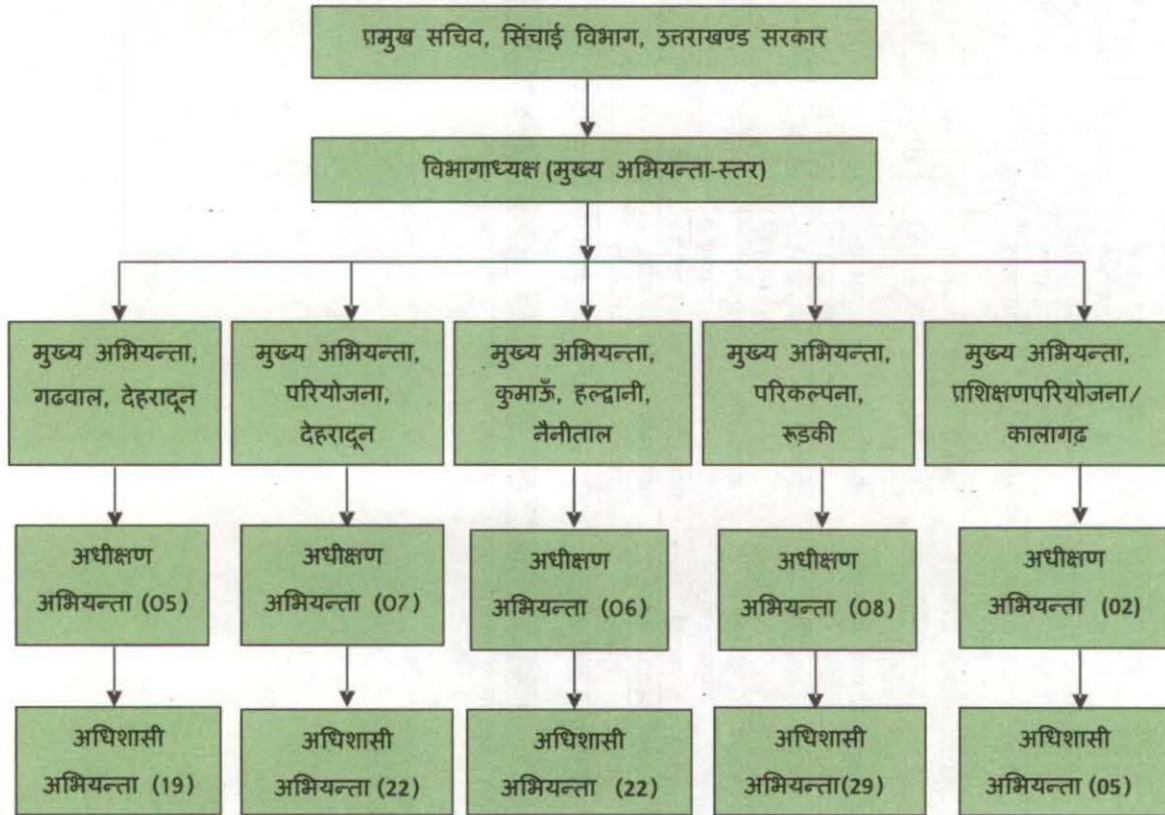 प्रमुख सचिव, सिंचाई विभाग, उत्तराखण्ड सरकार
विभागाध्यक्ष (मुख्य अभियन्ता-स्तर)
मुख्य अभियन्ता,
गढवाल, देहरादून
मुख्य अभियन्ता,
परियोजना,
देहरादून
मुख्य अभियन्ता,
कुमाऊँ, हल्द्वानी,
नैनीताल
मुख्य अभियन्ता,
परिकल्पना,
रूड़की
मुख्य अभियन्ता,
प्रशिक्षणपरियोजना/
कालागढ़
अधीक्षण
अभियन्ता (05)
अधीक्षण
अभियन्ता (07)
अधीक्षण
अभियन्ता (06)
अधीक्षण
अभियन्ता (08)
अधीक्षण
अभियन्ता (02)
अधिशासी
अभियन्ता (19)
अधिशासी
अभियन्ता (22)
अधिशासी
अभियन्ता (22)
अधिशासी
अभियन्ता(29)
अधिशासी
अभियन्ता (05)